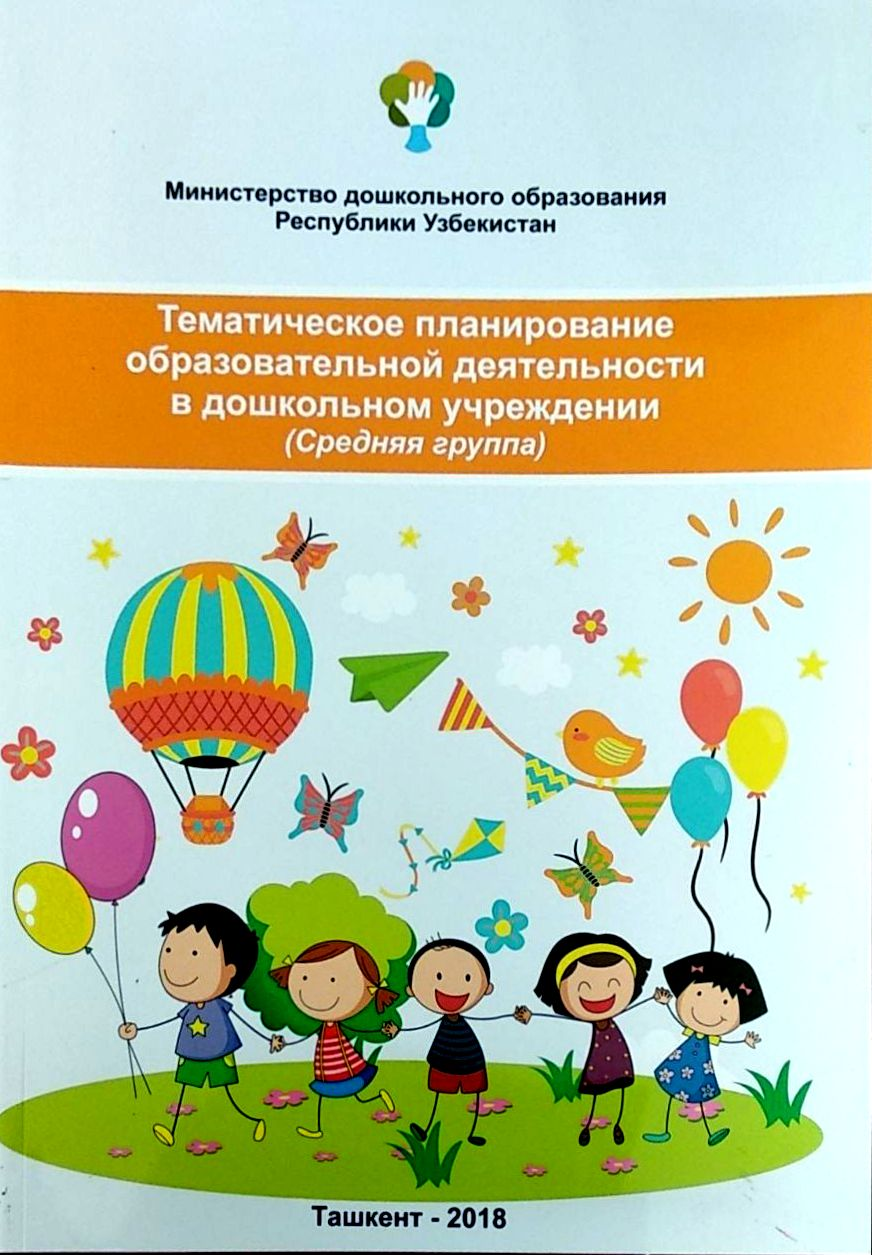 Министерство дошкольного образования
Республики Узбекистан
Тематическое планирование
образовательной деятельности
в дошкольном учреждении
(Средняя группа)
Ташкент - 2018